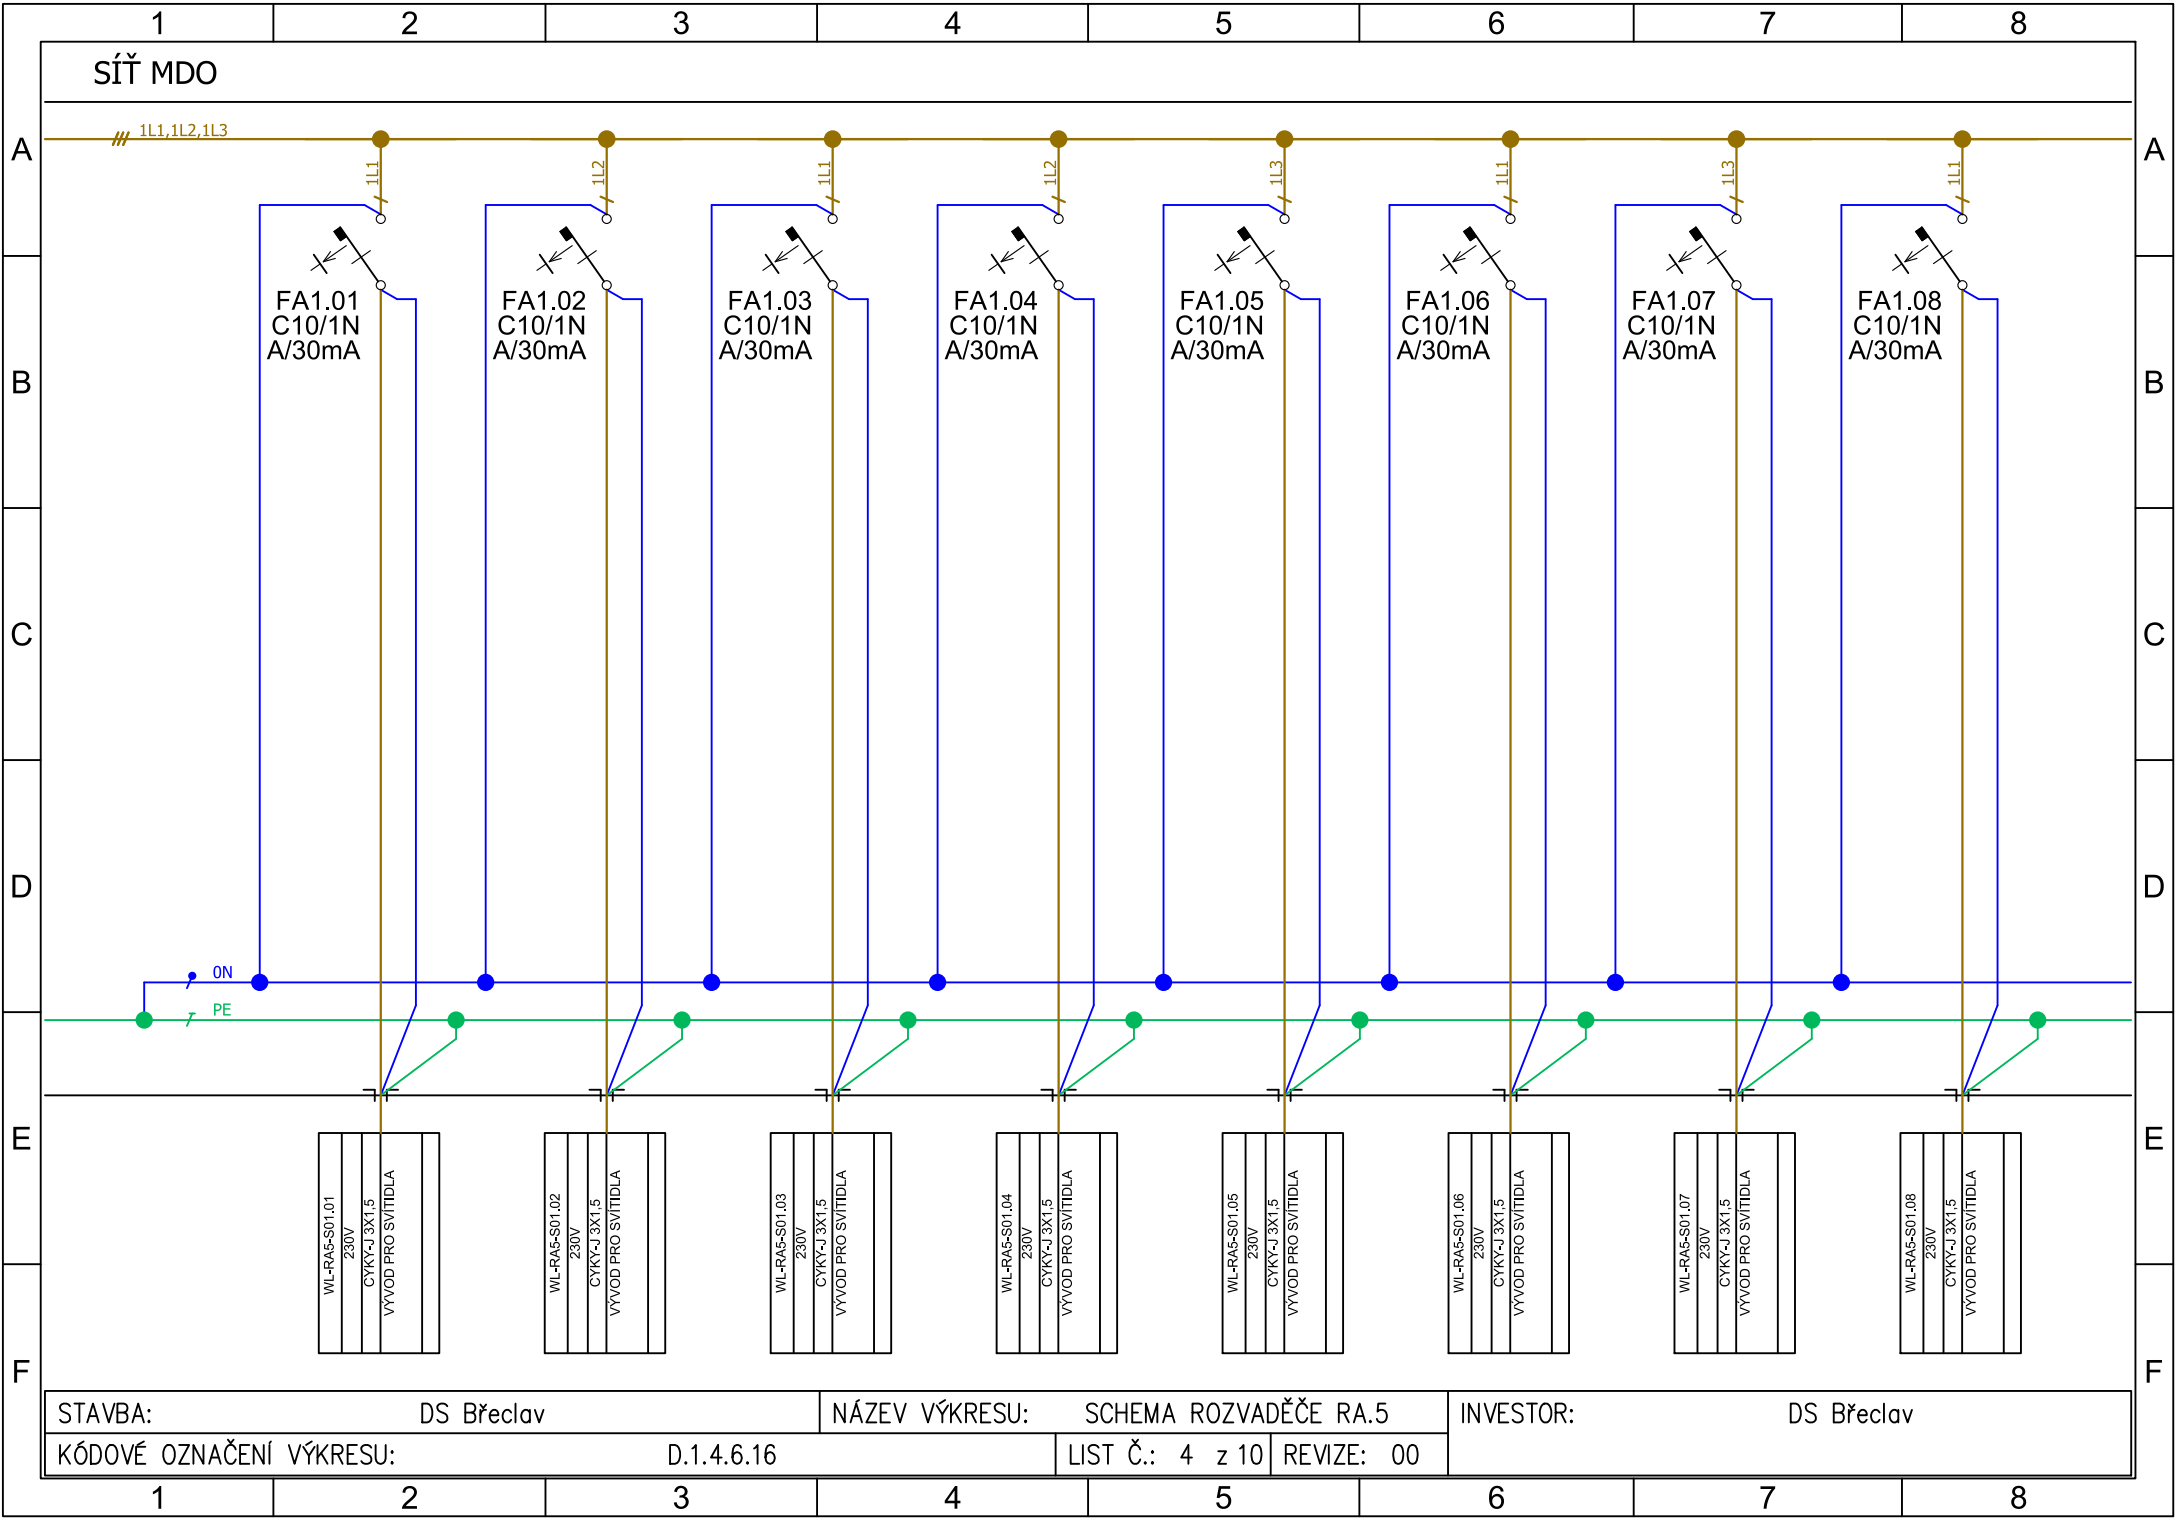 1 2 3 4 5 6 7 8
SÍŤ MDO
A A
1L1,1L2,1L3
1L1 1L2 1L1 1L2 1L3 1L1 1L3 1L1
FA1.01 FA1.02 FA1.03 FA1.04 FA1.05 FA1.06 FA1.07 FA1.08
C10/1N C10/1N C10/1N C10/1N C10/1N C10/1N C10/1N C10/1N
A/30mA A/30mA A/30mA A/30mA A/30mA A/30mA A/30mA A/30mA
B B
C C
D D
0N
PE
E E
WL-RA5-S01.01
230V
CYKY-J 3X1,5
VÝVOD PRO SVÍTIDLA
WL-RA5-S01.02
230V
CYKY-J 3X1,5
VÝVOD PRO SVÍTIDLA
WL-RA5-S01.03
230V
CYKY-J 3X1,5
VÝVOD PRO SVÍTIDLA
WL-RA5-S01.04
230V
CYKY-J 3X1,5
VÝVOD PRO SVÍTIDLA
WL-RA5-S01.05
230V
CYKY-J 3X1,5
VÝVOD PRO SVÍTIDLA
WL-RA5-S01.06
230V
CYKY-J 3X1,5
VÝVOD PRO SVÍTIDLA
WL-RA5-S01.07
230V
CYKY-J 3X1,5
VÝVOD PRO SVÍTIDLA
WL-RA5-S01.08
230V
CYKY-J 3X1,5
VÝVOD PRO SVÍTIDLA
F F
STAVBA: DS Břeclav NÁZEV VÝKRESU: SCHEMA ROZVADĚČE RA.5 INVESTOR: DS Břeclav
KÓDOVÉ OZNAČENÍ VÝKRESU: D.1.4.6.16 LIST Č.: 4 z 10 REVIZE: 00
1 2 3 4 5 6 7 8